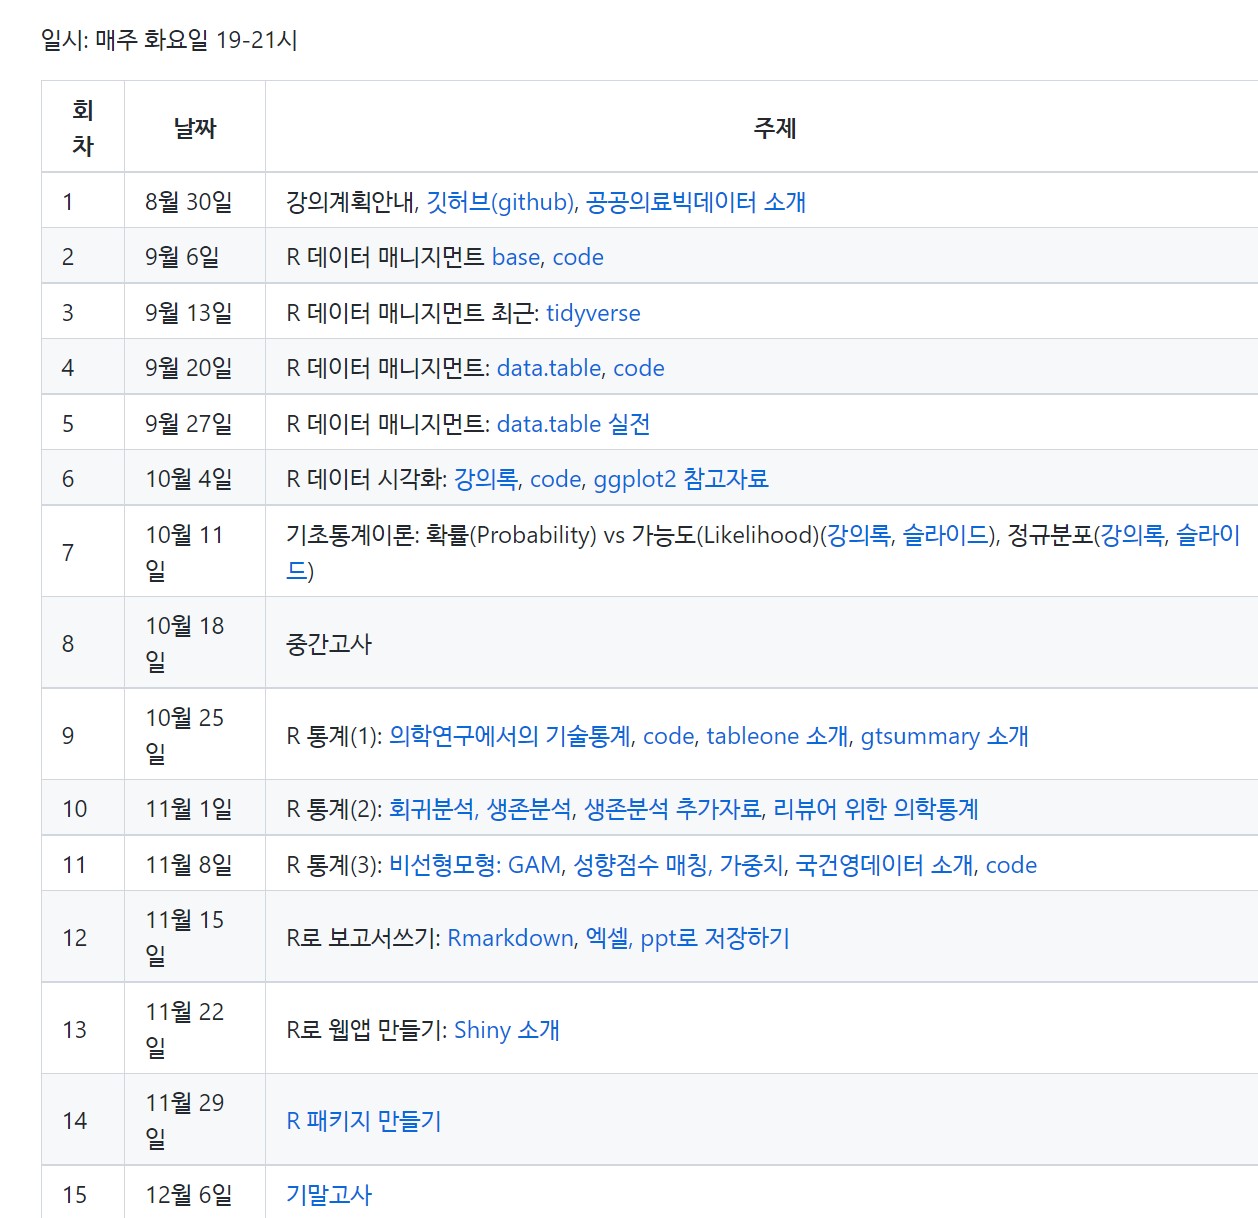 일시: 매주 화요일 19-21시
회
차
날짜
주제
1 8월 30일 강의계획안내, 깃허브(github), 공공의료빅데이터 소개
2 9월 6일 R 데이터 매니지먼트 base, code
3 9월 13일 R 데이터 매니지먼트 최근: tidyverse
4 9월 20일 R 데이터 매니지먼트: data.table, code
5 9월 27일 R 데이터 매니지먼트: data.table 실전
6 10월 4일 R 데이터 시각화: 강의록, code, ggplot2 참고자료
7
10월 11
일
기초통계이론: 확률(Probability) vs 가능도(Likelihood)(강의록, 슬라이드), 정규분포(강의록, 슬라이
드)
8
10월 18
일
중간고사
9
10월 25
일
R 통계(1): 의학연구에서의 기술통계, code, tableone 소개, gtsummary 소개
10 11월 1일 R 통계(2): 회귀분석, 생존분석, 생존분석 추가자료, 리뷰어 위한 의학통계
11 11월 8일 R 통계(3): 비선형모형: GAM, 성향점수 매칭, 가중치, 국건영데이터 소개, code
12
11월 15
일
R로 보고서쓰기: Rmarkdown, 엑셀, ppt로 저장하기
13
11월 22
일
R로 웹앱 만들기: Shiny 소개
14
11월 29
일
R 패키지 만들기
15 12월 6일 기말고사